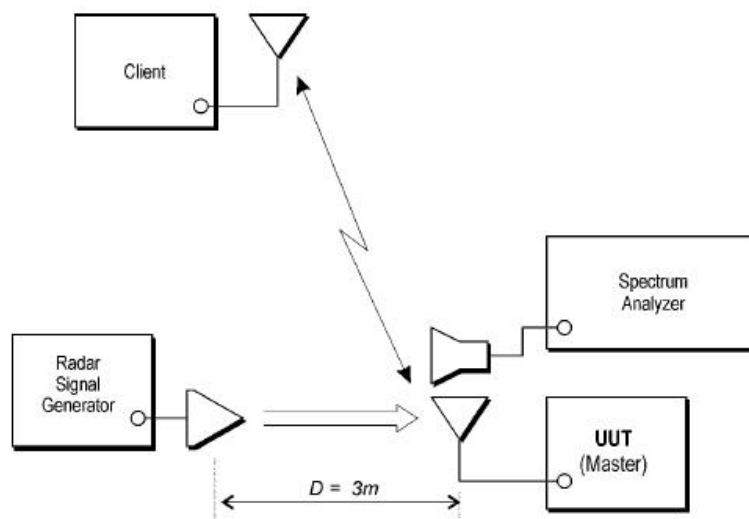 Client
Spectrum
Analyzer
Radar
Signal
Generator
UUT
(Master)
D = 3m